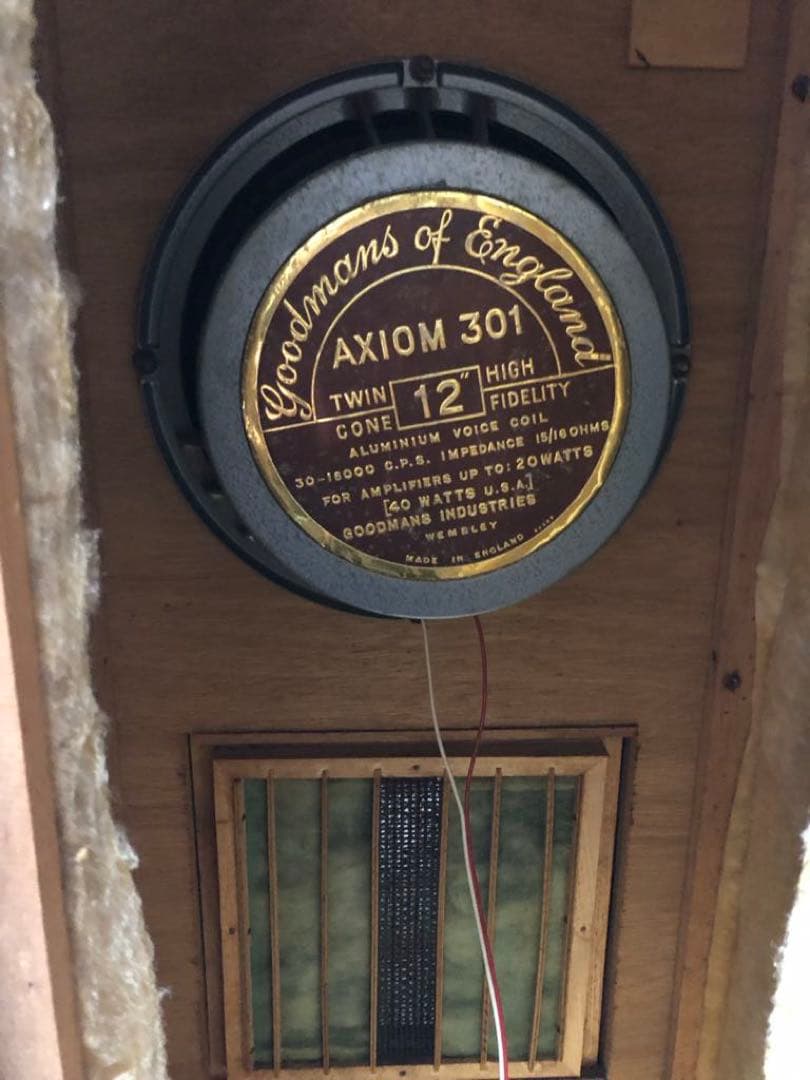 Goodmans of England
AXIOM 301
TWIN 12" HIGH
CONE FIDELITY
ALUMINIUM VOICE COIL
30-16000 C.P.S. IMPEDANCE 15/16 OHMS
FOR AMPLIFIERS UP TO: 20 WATTS
[40 WATTS U.S.A.]
GOODMANS INDUSTRIES
WEMBLEY
MADE IN ENGLAND